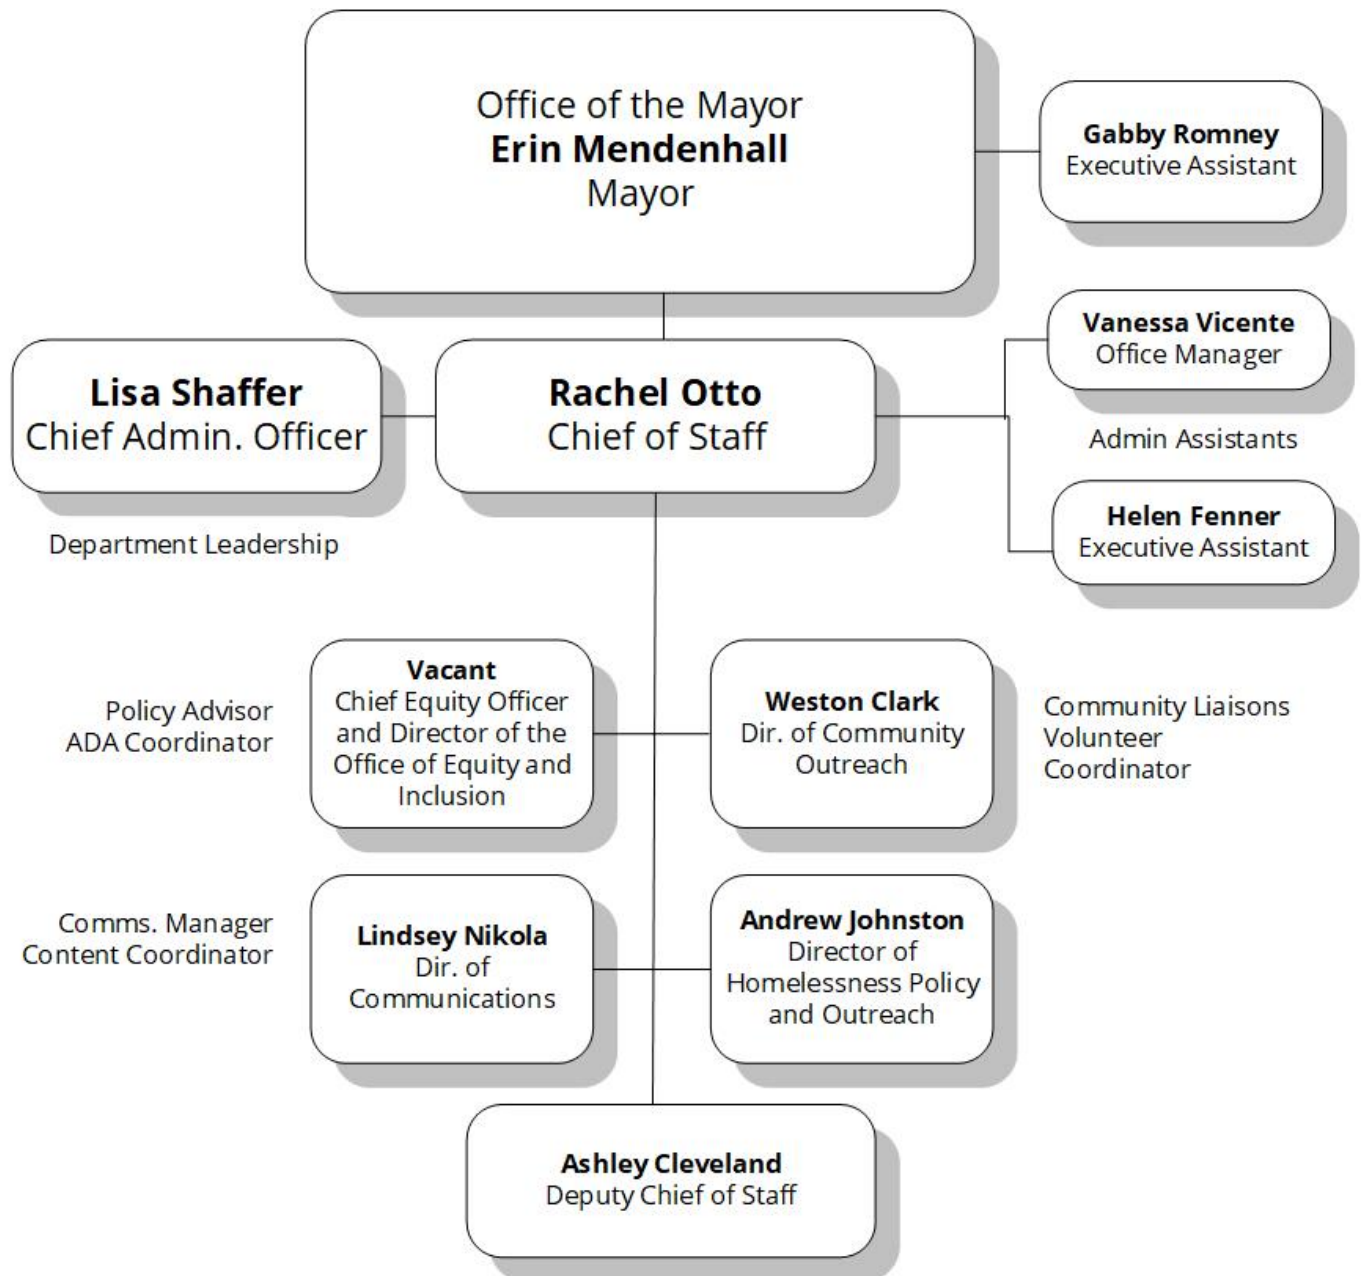 Office of the Mayor
Erin Mendenhall
Mayor
Gabby Romney
Executive Assistant
Lisa Shaffer
Chief Admin. Officer
Rachel Otto
Chief of Staff
Vanessa Vicente
Office Manager
Admin Assistants
Helen Fenner
Executive Assistant
Department Leadership
Policy Advisor
ADA Coordinator
Vacant
Chief Equity Officer
and Director of the
Office of Equity and
Inclusion
Weston Clark
Dir. of Community
Outreach
Community Liaisons
Volunteer
Coordinator
Comms. Manager
Content Coordinator
Lindsey Nikola
Dir. of
Communications
Andrew Johnston
Director of
Homelessness Policy
and Outreach
Ashley Cleveland
Deputy Chief of Staff